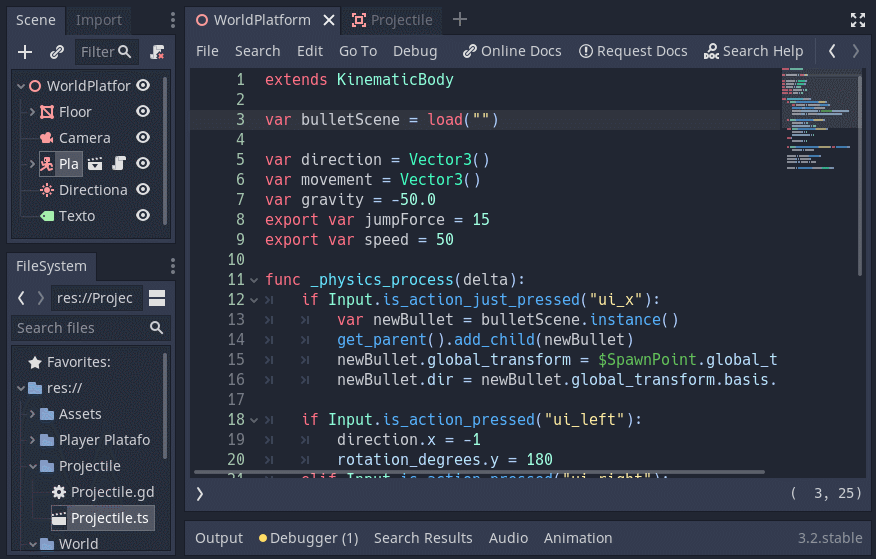 Scene Import
Filter
WorldPlatfor
Floor
Camera
Pla
Directiona
Texto
FileSystem
res://Projec
Search files
Favorites:
res://
Assets
Player Platafo
Projectile
Projectile.gd
Projectile.ts
World
WorldPlatform Projectile
File Search Edit Go To Debug Online Docs Request Docs Search Help
1 extends KinematicBody
2
3 var bulletScene = load("")
4
5 var direction = Vector3()
6 var movement = Vector3()
7 var gravity = -50.0
8 export var jumpForce = 15
9 export var speed = 50
10
11 func _physics_process(delta):
12 if Input.is_action_just_pressed("ui_x"):
13 var newBullet = bulletScene.instance()
14 get_parent().add_child(newBullet)
15 newBullet.global_transform = $SpawnPoint.global_t
16 newBullet.dir = newBullet.global_transform.basis.
17
18 if Input.is_action_pressed("ui_left"):
19 direction.x = -1
20 rotation_degrees.y = 180
21 elif Input.is_action_pressed("ui_right"):
( 3, 25)
Output Debugger (1) Search Results Audio Animation 3.2.stable